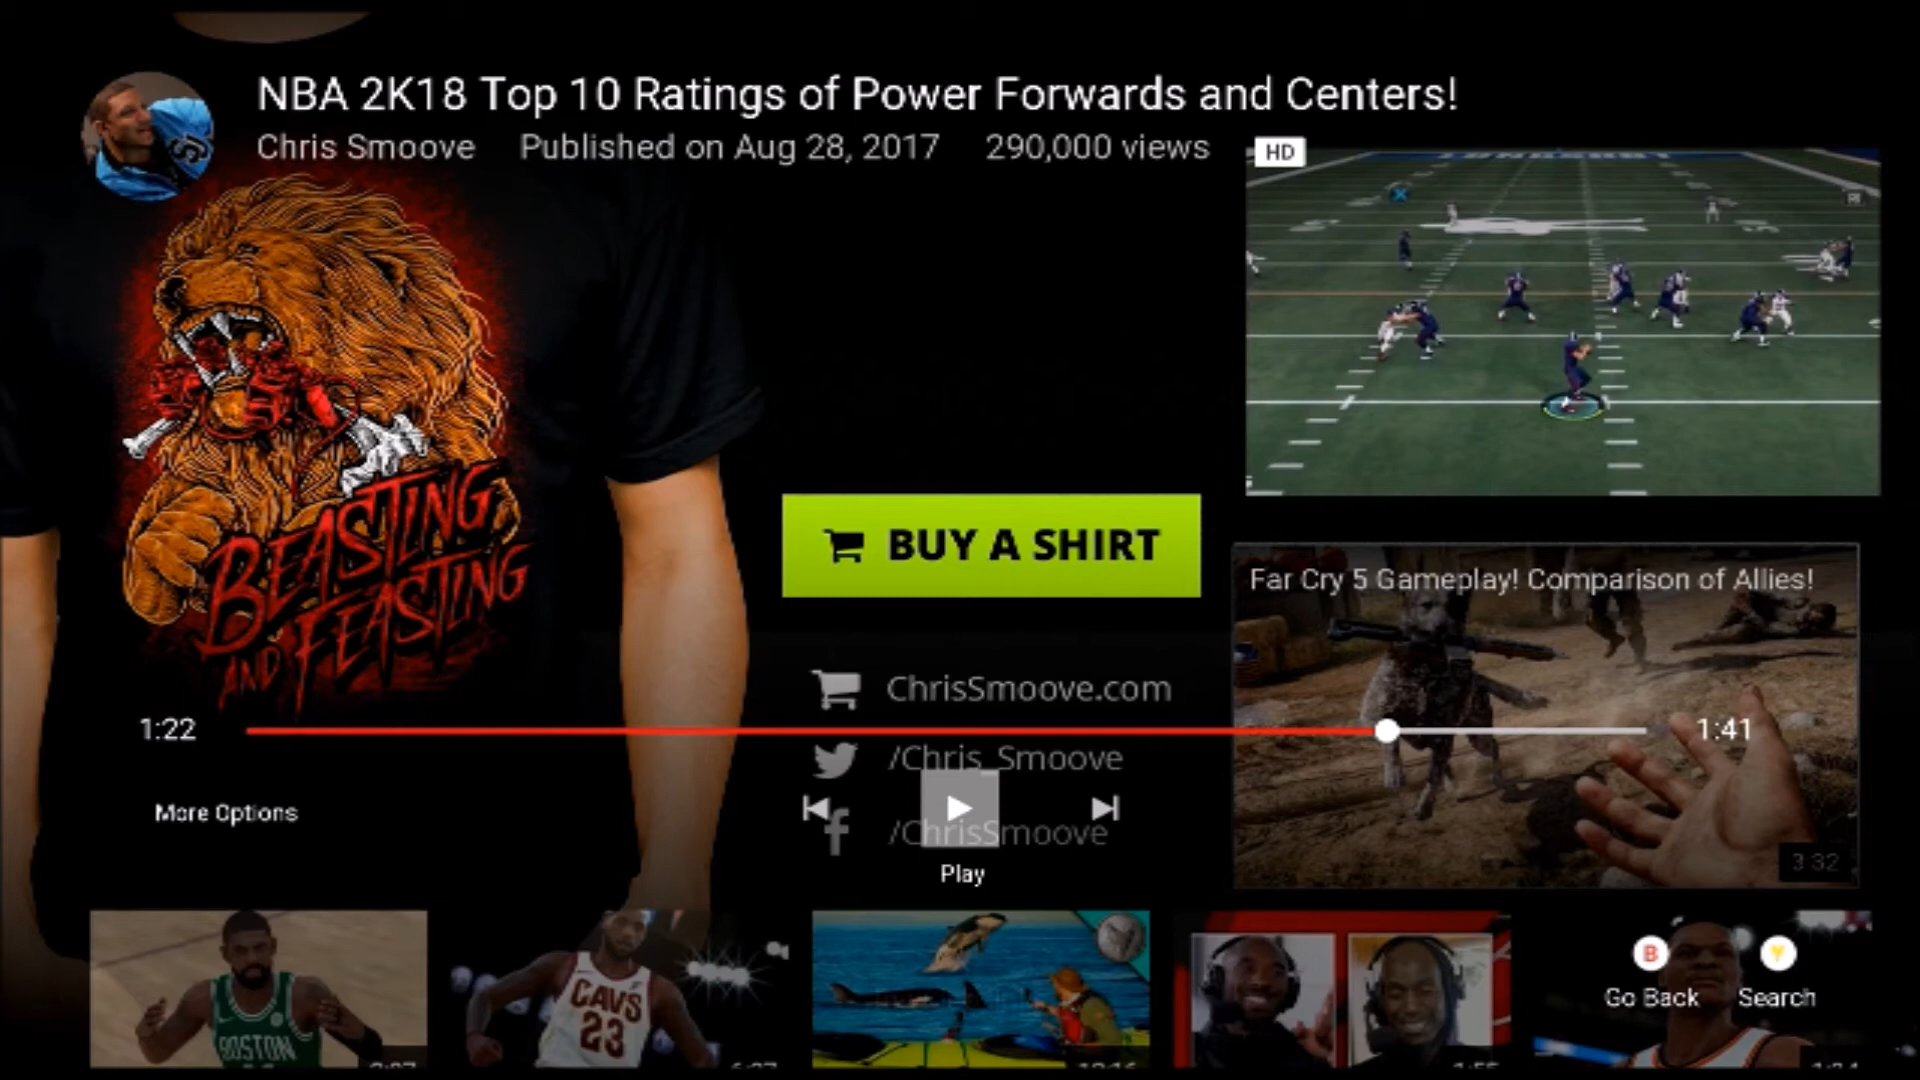 NBA 2K18 Top 10 Ratings of Power Forwards and Centers!
Chris Smoove Published on Aug 28, 2017 290,000 views HD
BEASTING
AND FEASTING
BUY A SHIRT
Far Cry 5 Gameplay! Comparison of Allies!
ChrisSmoove.com
1:22
1:41
/Chris_Smoove
More Options
/ChrisSmoove
3:32
Play
B
Y
Go Back
Search
CAVS
23
BOSTON